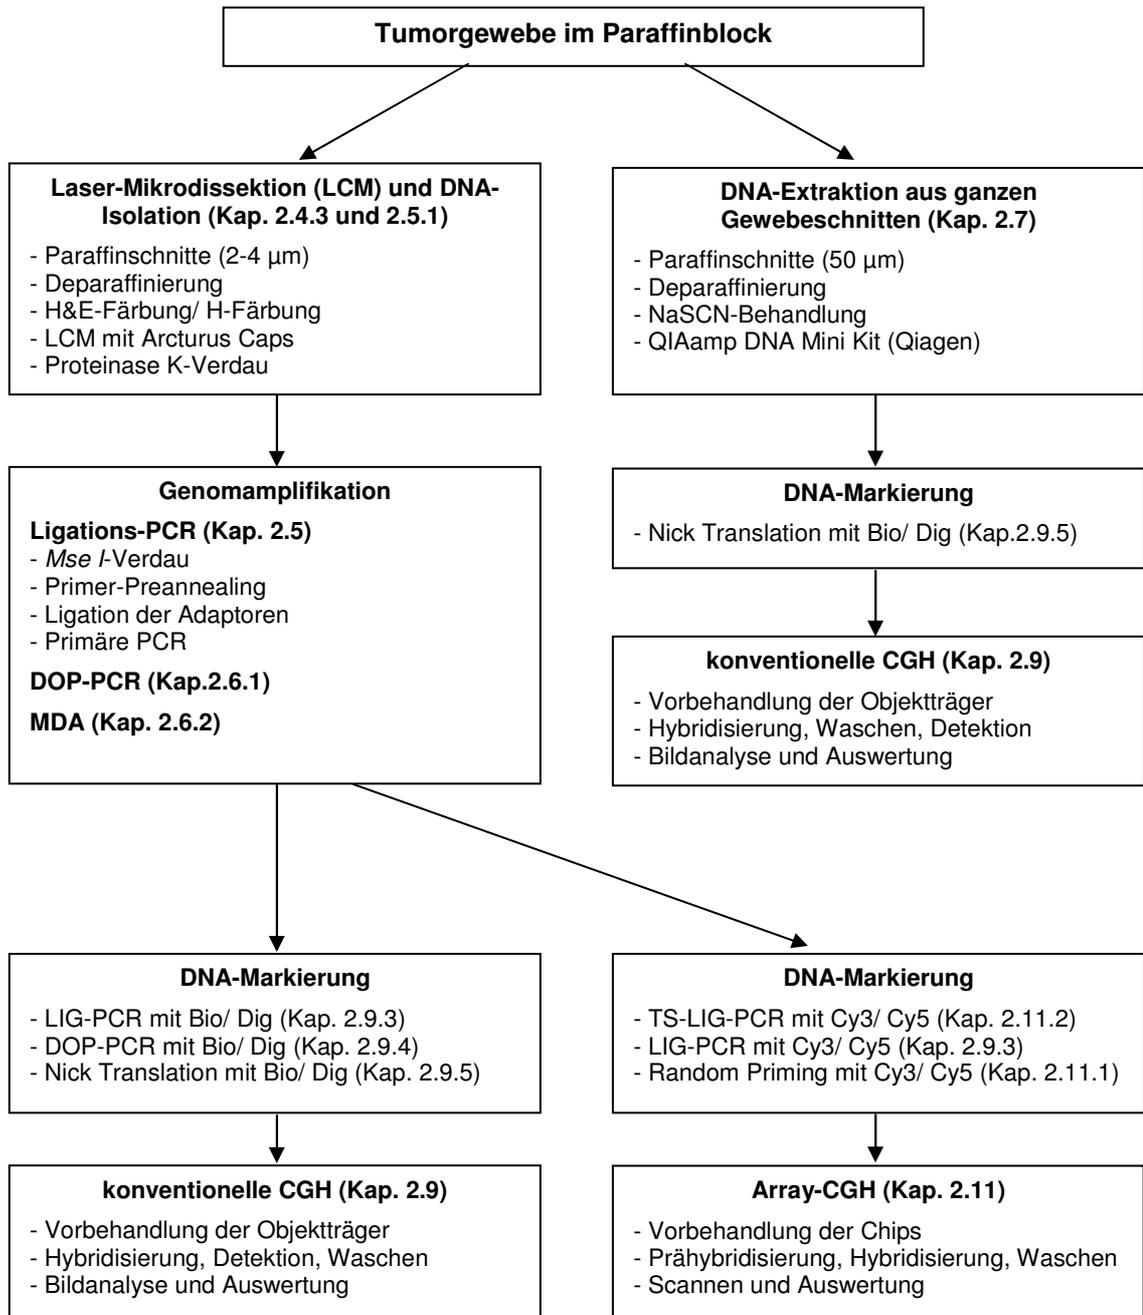 Tumorgewebe im Paraffinblock
Laser-Mikrodissektion (LCM) und DNA-
Isolation (Kap. 2.4.3 und 2.5.1)
- Paraffinschnitte (2-4 µm)
- Deparaffinierung
- H&E-Färbung/ H-Färbung
- LCM mit Arcturus Caps
- Proteinase K-Verdau
DNA-Extraktion aus ganzen
Gewebeschnitten (Kap. 2.7)
- Paraffinschnitte (50 µm)
- Deparaffinierung
- NaSCN-Behandlung
- QIAamp DNA Mini Kit (Qiagen)
Genomamplifikation
Ligations-PCR (Kap. 2.5)
- Mse I-Verdau
- Primer-Preannealing
- Ligation der Adaptoren
- Primäre PCR
DOP-PCR (Kap.2.6.1)
MDA (Kap. 2.6.2)
DNA-Markierung
- Nick Translation mit Bio/ Dig (Kap.2.9.5)
konventionelle CGH (Kap. 2.9)
- Vorbehandlung der Objektträger
- Hybridisierung, Waschen, Detektion
- Bildanalyse und Auswertung
DNA-Markierung
- LIG-PCR mit Bio/ Dig (Kap. 2.9.3)
- DOP-PCR mit Bio/ Dig (Kap. 2.9.4)
- Nick Translation mit Bio/ Dig (Kap. 2.9.5)
DNA-Markierung
- TS-LIG-PCR mit Cy3/ Cy5 (Kap. 2.11.2)
- LIG-PCR mit Cy3/ Cy5 (Kap. 2.9.3)
- Random Priming mit Cy3/ Cy5 (Kap. 2.11.1)
konventionelle CGH (Kap. 2.9)
- Vorbehandlung der Objektträger
- Hybridisierung, Detektion, Waschen
- Bildanalyse und Auswertung
Array-CGH (Kap. 2.11)
- Vorbehandlung der Chips
- Prähybridisierung, Hybridisierung, Waschen
- Scannen und Auswertung